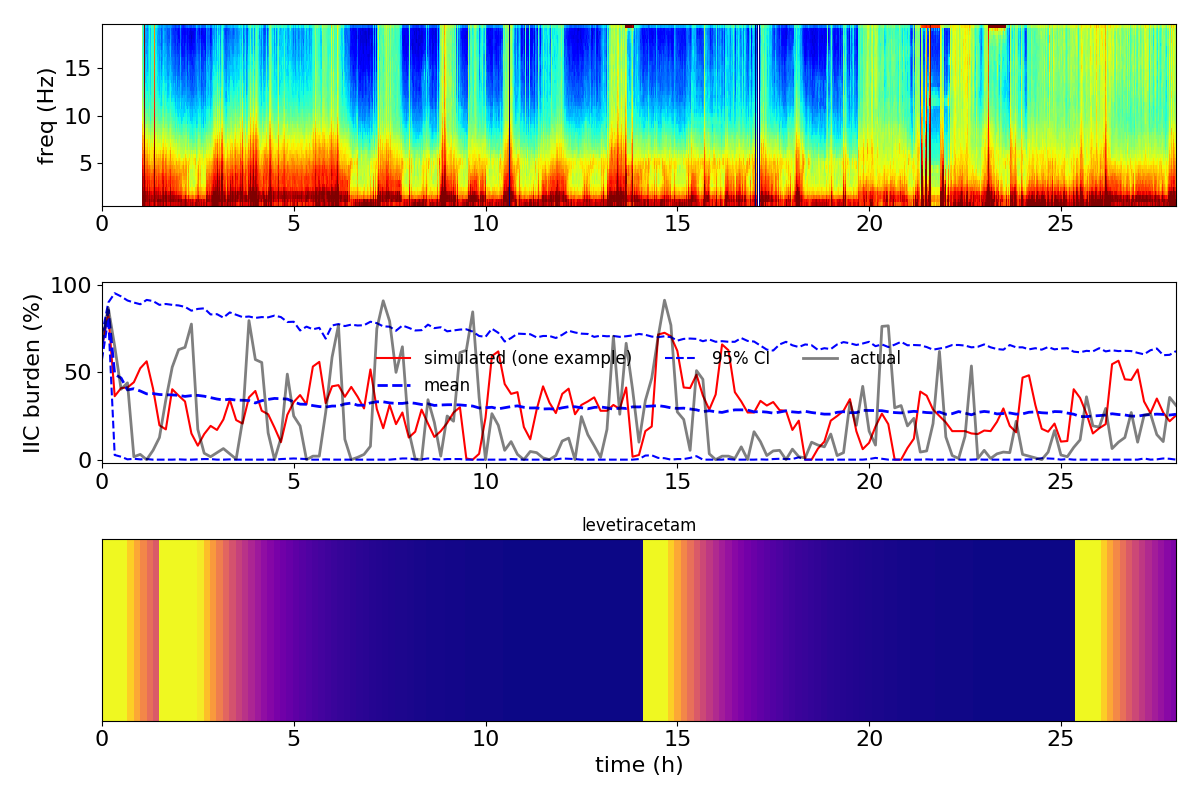 freq (Hz)
15
10
5
0 5 10 15 20 25
IIC burden (%)
100
50
0
simulated (one example) 95% CI actual
mean
0 5 10 15 20 25
levetiracetam
0 5 10 15 20 25
time (h)